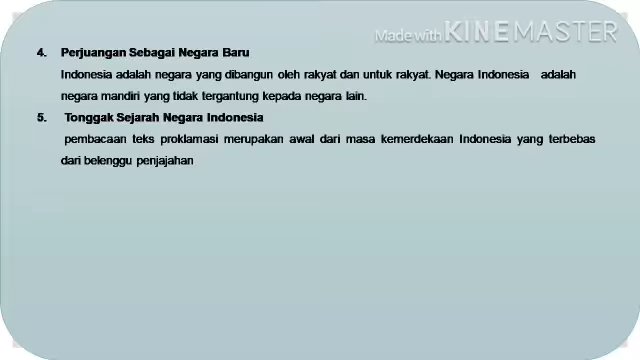 Made with KINEMASTER
4. Perjuangan Sebagai Negara Baru
Indonesia adalah negara yang dibangun oleh rakyat dan untuk rakyat. Negara Indonesia adalah
negara mandiri yang tidak tergantung kepada negara lain.
5. Tonggak Sejarah Negara Indonesia
pembacaan teks proklamasi merupakan awal dari masa kemerdekaan Indonesia yang terbebas
dari belenggu penjajahan